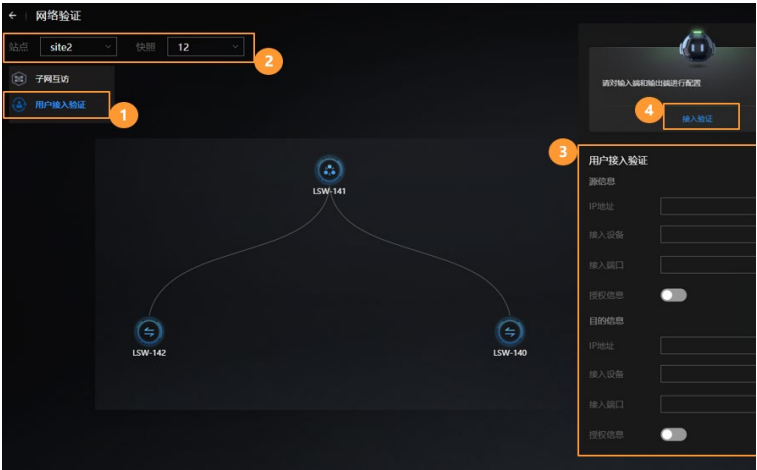 网络验证
站点 site2 快照 12
2
子网互访
用户接入验证
1
请对输入端和输出端进行配置
4
接入验证
3
用户接入验证
源信息
IP地址
接入设备
接入端口
授权信息
目的信息
IP地址
接入设备
接入端口
授权信息
LSW-141
LSW-142
LSW-140